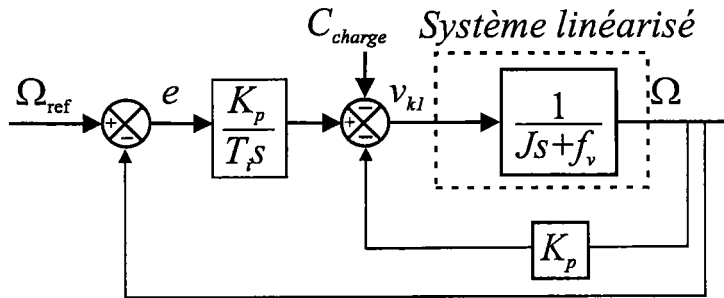 Système linéarisé
C_charge
Ω_ref
e
K_p
T_i s
v_k1
1
Js+f_v
Ω
K_p
+
−
+
−
−